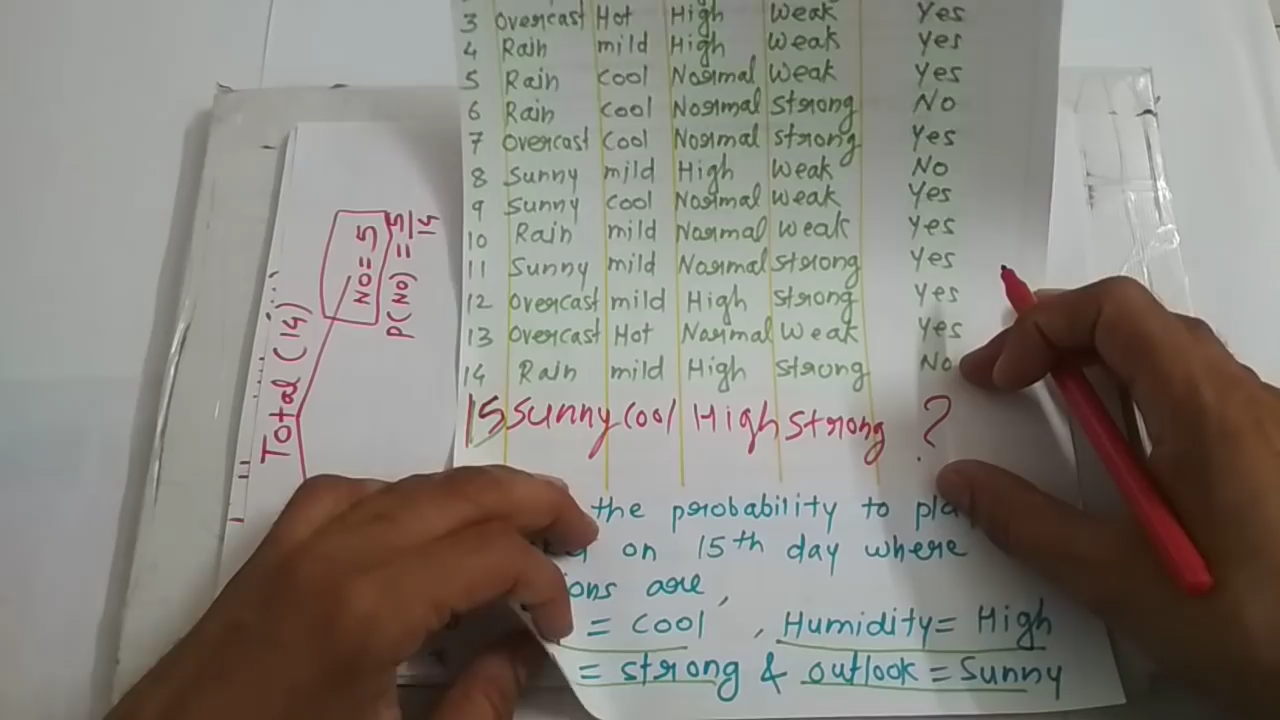 3 Overcast Hot High Weak Yes
4 Rain mild High Weak Yes
5 Rain cool Normal Weak Yes
6 Rain cool Normal strong No
7 Overcast cool Normal strong Yes
8 Sunny mild High Weak No
9 Sunny cool Normal weak Yes
10 Rain mild Normal Weak Yes
11 Sunny mild Normal strong Yes
12 Overcast mild High strong Yes
13 Overcast Hot Normal Weak Yes
14 Rain mild High strong No
15 Sunny cool High strong ?
the probability to
on 15th day where
are,
= cool , Humidity = High
= strong & outlook = Sunny
Total (14)
NO = 5
P(NO) = 5/14